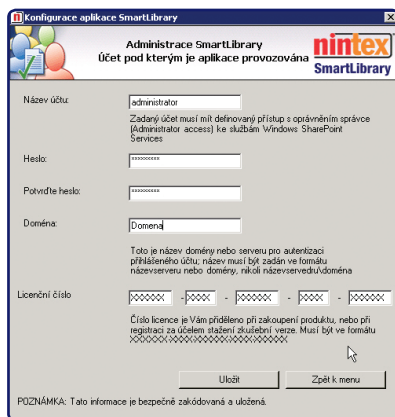 Konfigurace aplikace SmartLibrary
Administrace SmartLibrary
Účet pod kterým je aplikace provozována
nintex
SmartLibrary
Název účtu:
administrator
Zadaný účet musí mít definovaný přístup s oprávněním správce
(Administrator access) ke službám Windows SharePoint
Services
Heslo:
×××××××××
Potvrďte heslo:
×××××××××
Doména:
Domena
Toto je název domény nebo serveru pro autentizaci
přihlášeného účtu; název musí být zadán ve formátu
názvserveru nebo domény, nikoli názvservedru\doména
Licenční číslo
XXXXXX - XXXX - XXXXXX - XXXX - XXXXXX
Číslo licence je Vám přiděleno při zakoupení produktu, nebo při
registraci za účelem stažení zkušební verze. Musí být ve formátu
Uložit
Zpět k menu
POZNÁMKA: Tato informace je bezpečně zakódovaná a uložená.